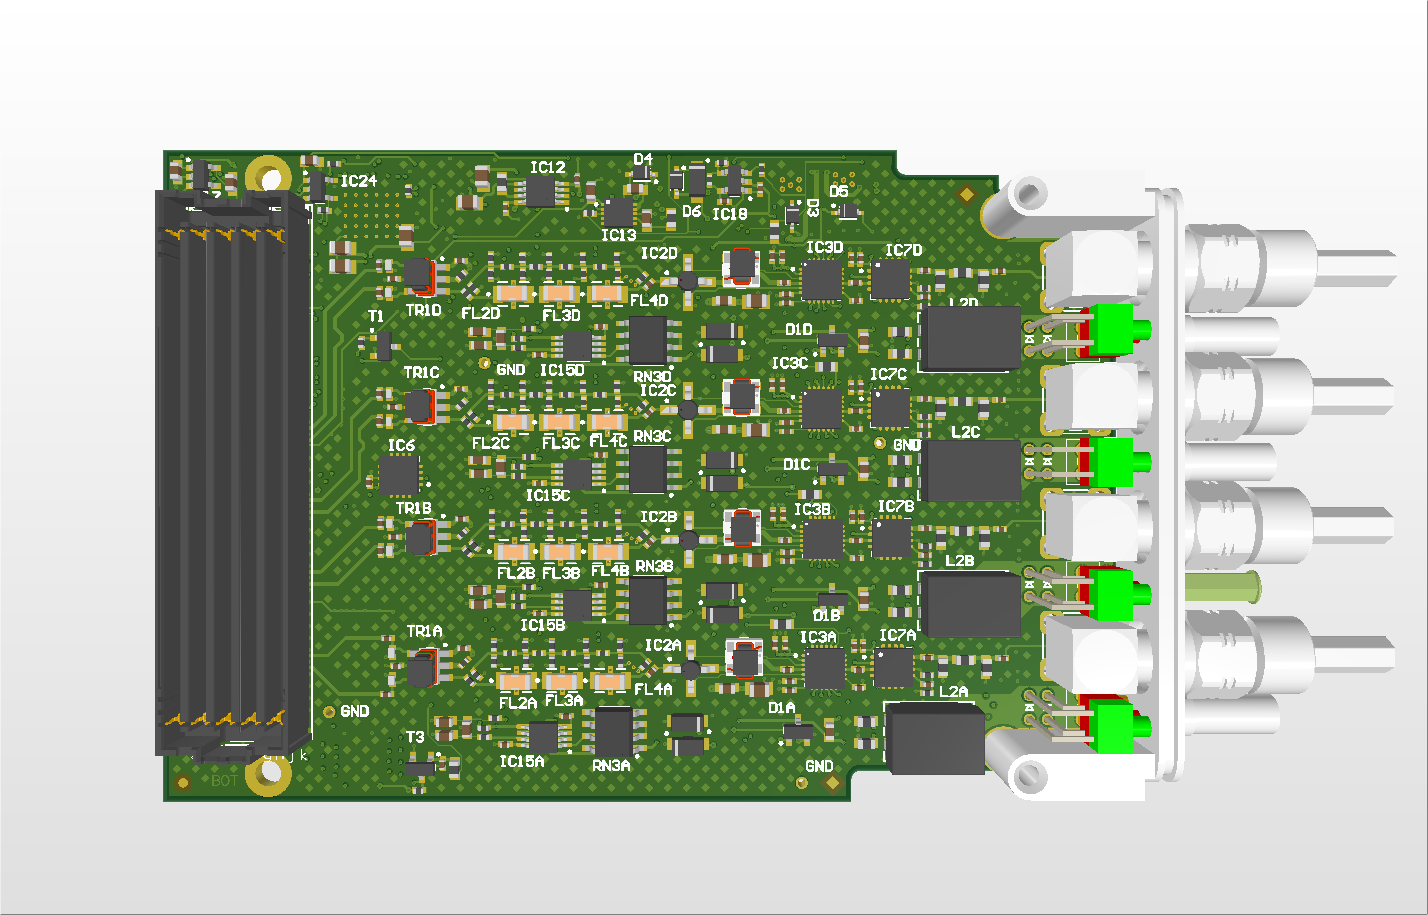 D4
IC12
IC24
D5
D6
IC18
D3
IC13
IC2D
IC3D
IC7D
FL4D
L2D
TR1D
FL2D
FL3D
T1
D1D
IC3C
GND
IC15D
TR1C
RN3D
IC7C
IC2C
L2C
RN3C
FL2C
FL3C
FL4C
IC6
GND
D1C
IC15C
TR1B
IC3B
IC7B
IC2B
L2B
RN3B
FL2B
FL3B
FL4B
D1B
IC15B
TR1A
IC3A
IC7A
IC2A
FL4A
L2A
FL2A
FL3A
D1A
GND
T3
IC15A
RN3A
GND
BOT